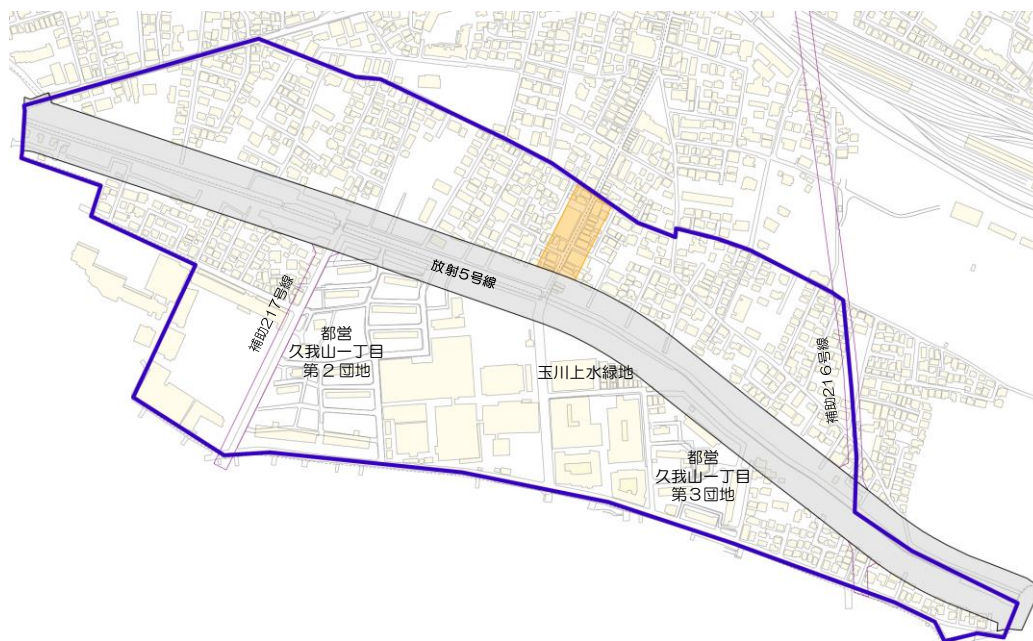 放射5号線
補助217号線
都営
久我山一丁目
第2団地
玉川上水緑地
補助216号線
都営
久我山一丁目
第3団地